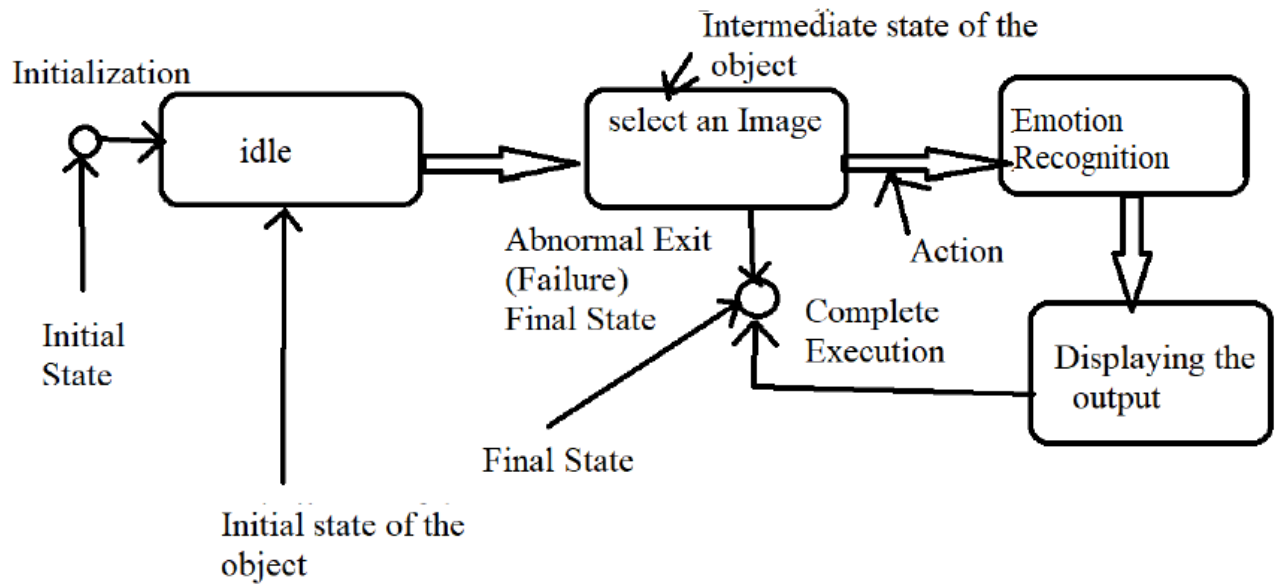 Intermediate state of the
object
Initialization
idle
select an Image
Emotion
Recognition
Abnormal Exit
(Failure)
Final State
Action
Initial
State
Complete
Execution
Displaying the
output
Final State
Initial state of the
object